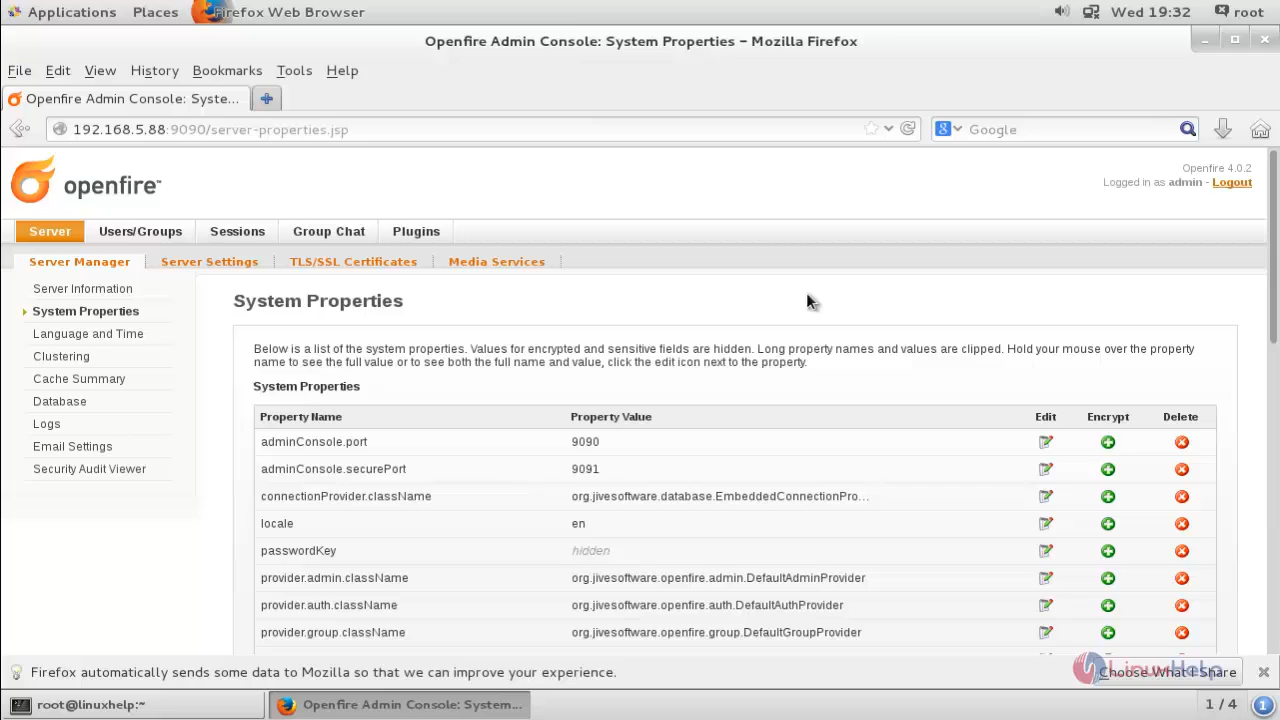 Applications Places Firefox Web Browser Wed 19:32 root
Openfire Admin Console: System Properties - Mozilla Firefox
File Edit View History Bookmarks Tools Help
Openfire Admin Console: Syste...
192.168.5.88:9090/server-properties.jsp Google
openfire™
Openfire 4.0.2
Logged in as admin - Logout
Server Users/Groups Sessions Group Chat Plugins
Server Manager Server Settings TLS/SSL Certificates Media Services
Server Information
System Properties
Language and Time
Clustering
Cache Summary
Database
Logs
Email Settings
Security Audit Viewer
System Properties
Below is a list of the system properties. Values for encrypted and sensitive fields are hidden. Long property names and values are clipped. Hold your mouse over the property
name to see the full value or to see both the full name and value, click the edit icon next to the property.
System Properties
Property Name Property Value Edit Encrypt Delete
adminConsole.port 9090
adminConsole.securePort 9091
connectionProvider.className org.jivesoftware.database.EmbeddedConnectionPro...
locale en
passwordKey hidden
provider.admin.className org.jivesoftware.openfire.admin.DefaultAdminProvider
provider.auth.className org.jivesoftware.openfire.auth.DefaultAuthProvider
provider.group.className org.jivesoftware.openfire.group.DefaultGroupProvider
Firefox automatically sends some data to Mozilla so that we can improve your experience. Choose What I Share
LinuxHelp
root@linuxhelp:~ Openfire Admin Console: System... 1 / 4 1